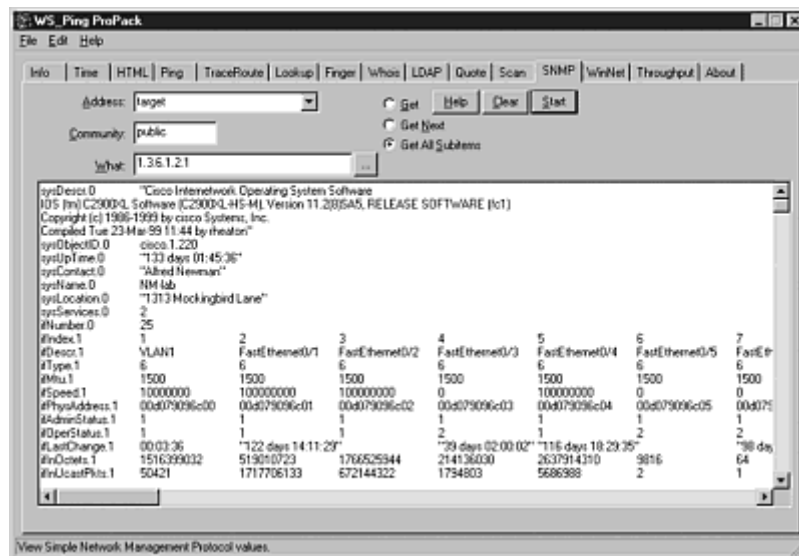 WS_Ping ProPack
File Edit Help
Info Time HTML Ping TraceRoute Lookup Finger Whois LDAP Quote Scan SNMP WinNet Throughput About
Address: target
Get Help Clear Start
Community: public
Get Next
Get All Subitems
What: 1.3.6.1.2.1 ...
sysDescr.0 "Cisco Internetwork Operating System Software
IOS (tm) C2900XL Software (C2900XL-HS-M), Version 11.2(8)SA5, RELEASE SOFTWARE (fc1)
Copyright (c) 1986-1999 by cisco Systems, Inc.
Compiled Tue 23-Mar-99 11:44 by rheaton"
sysObjectID.0 cisco.1.220
sysUpTime.0 "133 days 01:45:36"
sysContact.0 "Alfred Newman"
sysName.0 NM-lab
sysLocation.0 "1313 Mockingbird Lane"
sysServices.0 2
ifNumber.0 25
ifIndex.1 1 2 3 4 5 6 7
ifDescr.1 VLAN1 FastEthernet0/1 FastEthernet0/2 FastEthernet0/3 FastEthernet0/4 FastEthernet0/5 FastEth
ifType.1 6 6 6 6 6 6 6
ifMtu.1 1500 1500 1500 1500 1500 1500 1500
ifSpeed.1 10000000 100000000 100000000 0 100000000 0 0
ifPhysAddress.1 00d079096c00 00d079096c01 00d079096c02 00d079096c03 00d079096c04 00d079096c05 00d079
ifAdminStatus.1 1 1 1 1 1 1 1
ifOperStatus.1 1 1 1 2 1 2 2
ifLastChange.1 00:03:36 "122 days 14:11:29" "39 days 02:00:02" "116 days 18:29:35" "98 day
ifInOctets.1 1516399032 519010723 1766525944 214136030 2637914310 9816 64
ifInUcastPkts.1 50421 1717706133 672144322 1794803 5686988 2 1
View Simple Network Management Protocol values.